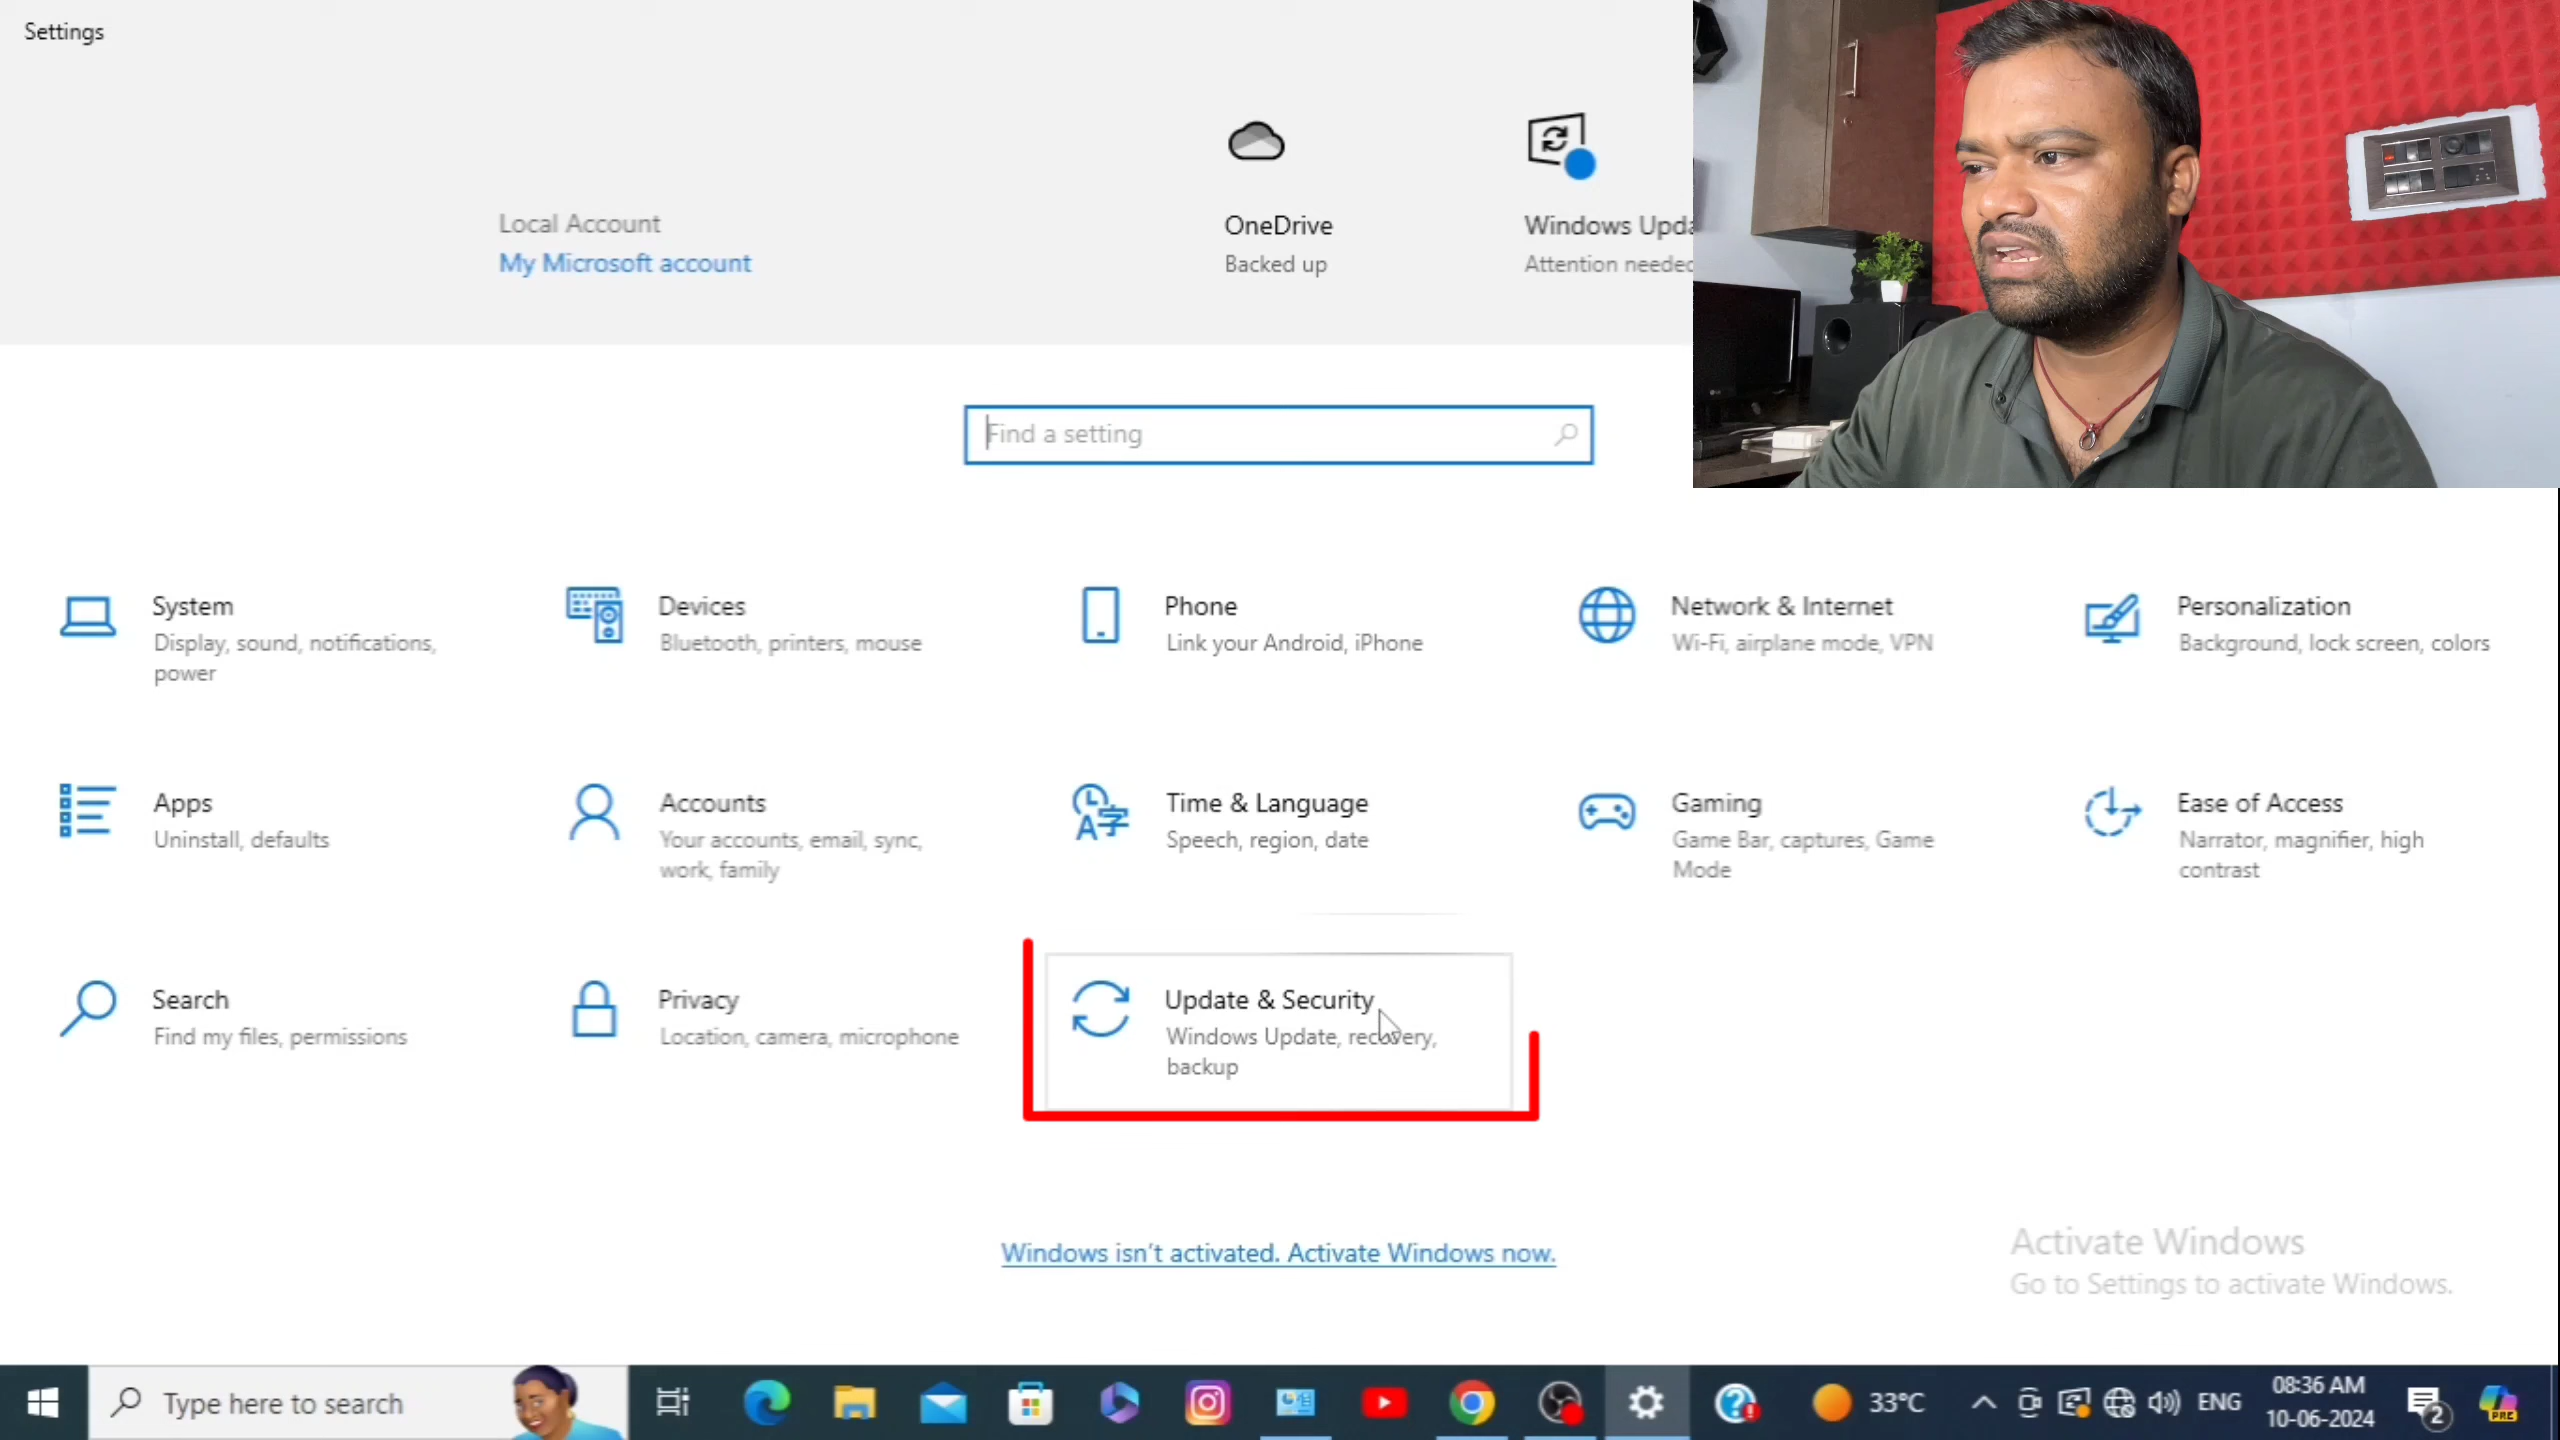 Settings
Local Account
My Microsoft account
OneDrive
Backed up
Windows Upda
Attention needed
Find a setting
System
Display, sound, notifications,
power
Devices
Bluetooth, printers, mouse
Phone
Link your Android, iPhone
Network & Internet
Wi-Fi, airplane mode, VPN
Personalization
Background, lock screen, colors
Apps
Uninstall, defaults
Accounts
Your accounts, email, sync,
work, family
Time & Language
Speech, region, date
Gaming
Game Bar, captures, Game
Mode
Ease of Access
Narrator, magnifier, high
contrast
Search
Find my files, permissions
Privacy
Location, camera, microphone
Update & Security
Windows Update, recovery,
backup
Windows isn't activated. Activate Windows now.
Activate Windows
Go to Settings to activate Windows.
Type here to search
33°C
ENG
08:36 AM
10-06-2024
2
PRE